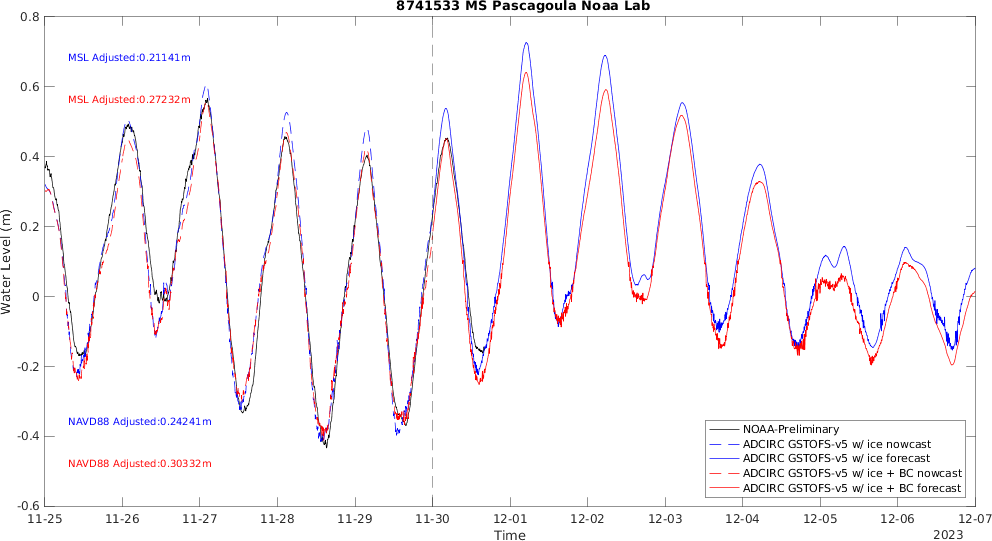 8741533 MS Pascagoula Noaa Lab
0.8
0.6
0.4
0.2
0
-0.2
-0.4
-0.6
Water Level (m)
MSL Adjusted:0.21141m
MSL Adjusted:0.27232m
NAVD88 Adjusted:0.24241m
NAVD88 Adjusted:0.30332m
NOAA-Preliminary
ADCIRC GSTOFS-v5 w/ ice nowcast
ADCIRC GSTOFS-v5 w/ ice forecast
ADCIRC GSTOFS-v5 w/ ice + BC nowcast
ADCIRC GSTOFS-v5 w/ ice + BC forecast
11-25 11-26 11-27 11-28 11-29 11-30 12-01 12-02 12-03 12-04 12-05 12-06 12-07
Time
2023